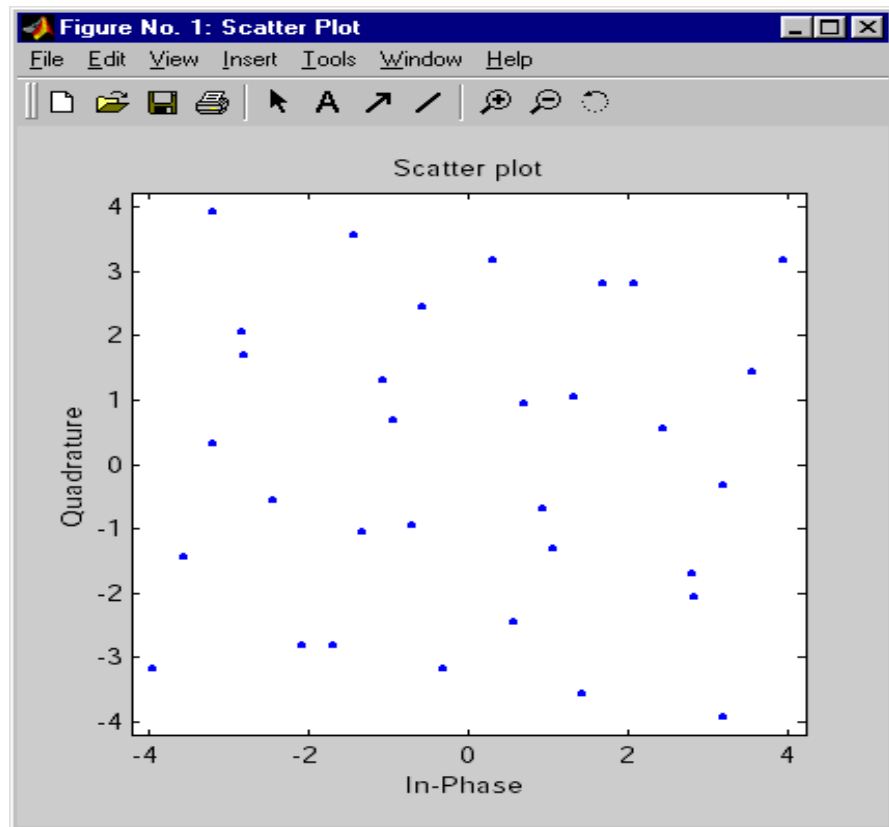 Figure No. 1: Scatter Plot
File Edit View Insert Tools Window Help
A
Scatter plot
4
3
2
1
0
-1
-2
-3
-4
Quadrature
-4 -2 0 2 4
In-Phase